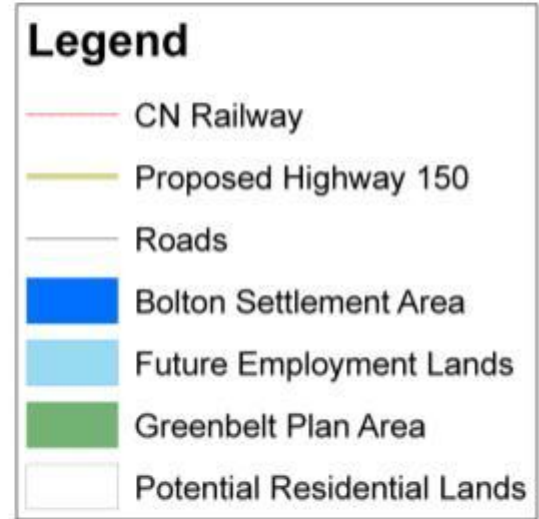 Legend
CN Railway
Proposed Highway 150
Roads
Bolton Settlement Area
Future Employment Lands
Greenbelt Plan Area
Potential Residential Lands